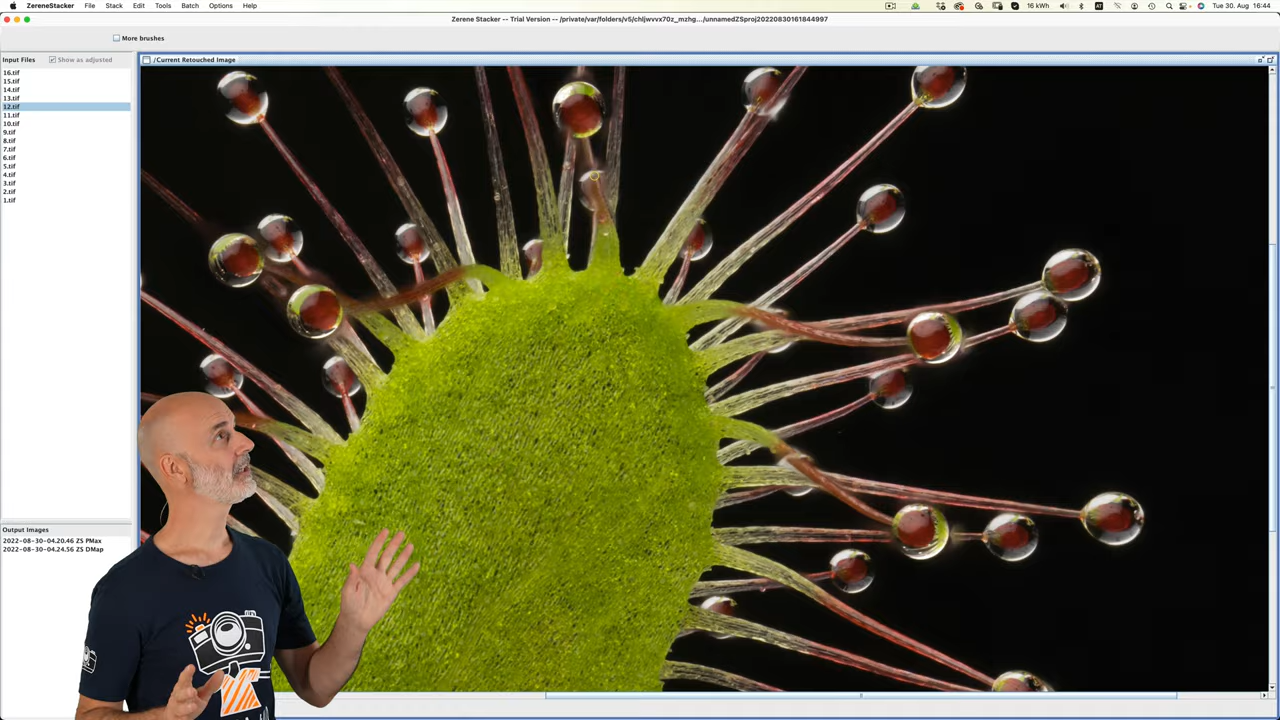 ZereneStacker File Stack Edit Tools Batch Options Help
16 kWh
AT
Tue 30. Aug 16:44
Zerene Stacker -- Trial Version -- /private/var/folders/v5/chljwvvx70z_mzhg.../unnamedZSproj20220830161844997
More brushes
Input Files
Show as adjusted
/Current Retouched Image
16.tif
15.tif
14.tif
13.tif
12.tif
11.tif
10.tif
9.tif
8.tif
7.tif
6.tif
5.tif
4.tif
3.tif
2.tif
1.tif
Output Images
2022-08-30-04.20.46 ZS PMax
2022-08-30-04.24.56 ZS DMap